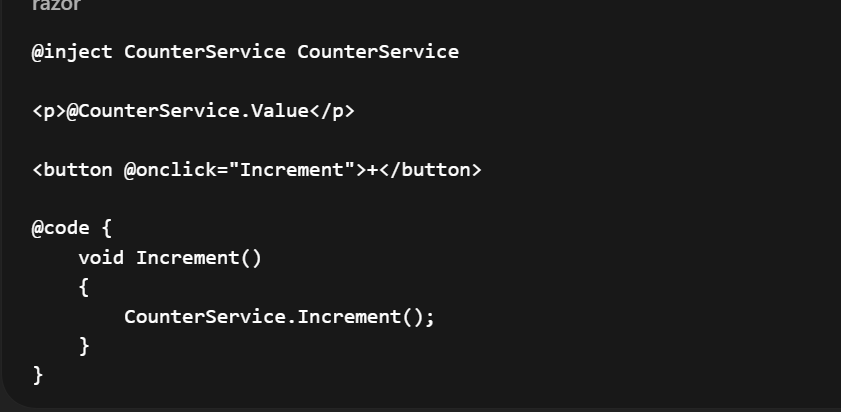 razor
@inject CounterService CounterService
<p>@CounterService.Value</p>
<button @onclick="Increment">+</button>
@code {
    void Increment()
    {
        CounterService.Increment();
    }
}